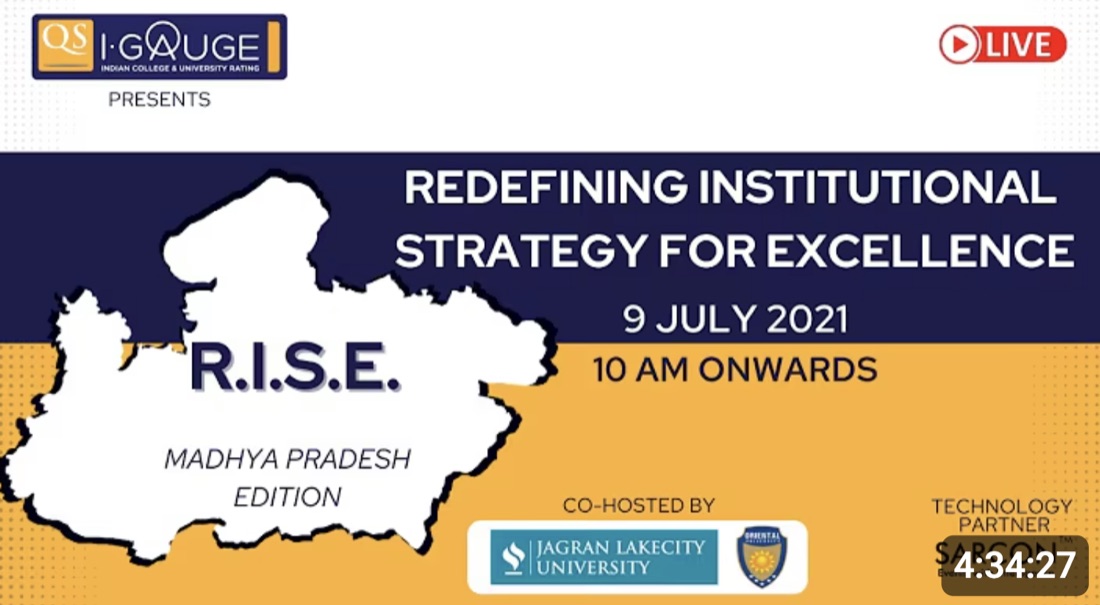 QS I·GAUGE
INDIAN COLLEGE & UNIVERSITY RATING
PRESENTS
LIVE
REDEFINING INSTITUTIONAL
STRATEGY FOR EXCELLENCE
9 JULY 2021
10 AM ONWARDS
R.I.S.E.
MADHYA PRADESH
EDITION
CO-HOSTED BY
JAGRAN LAKECITY
UNIVERSITY
ORIENTAL
TECHNOLOGY
PARTNER
4:34:27